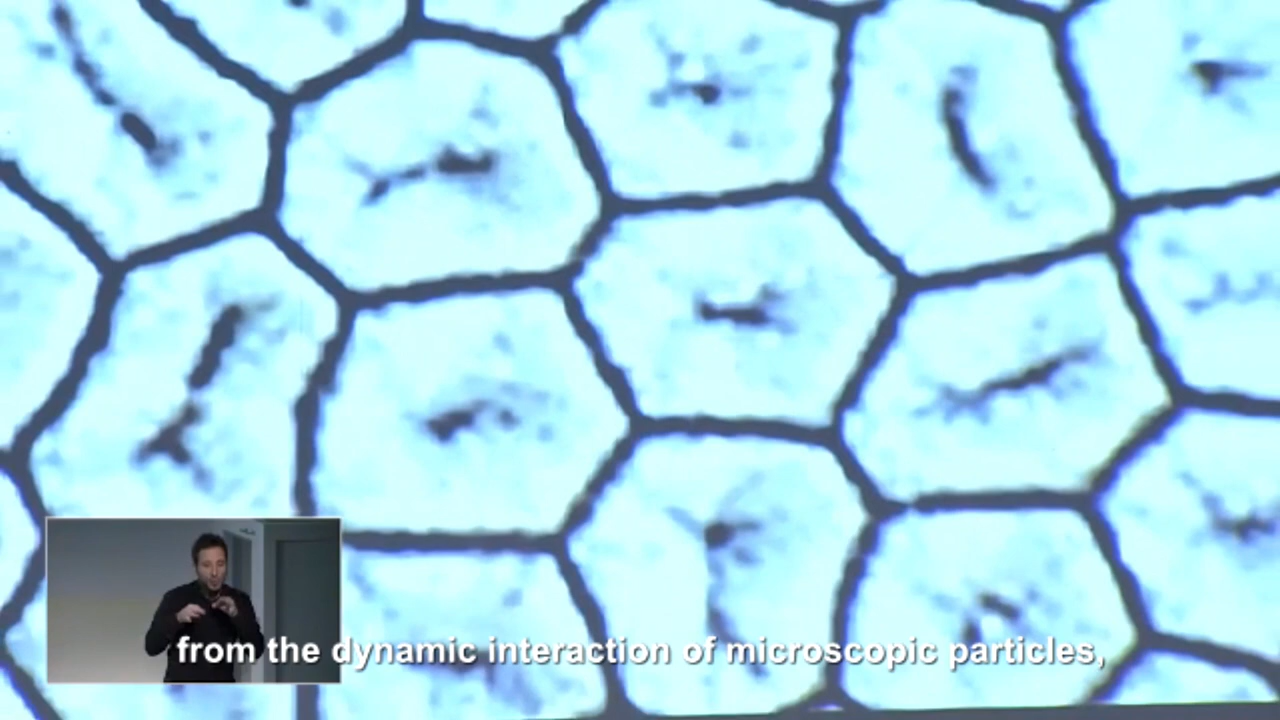 from the dynamic interaction of microscopic particles,